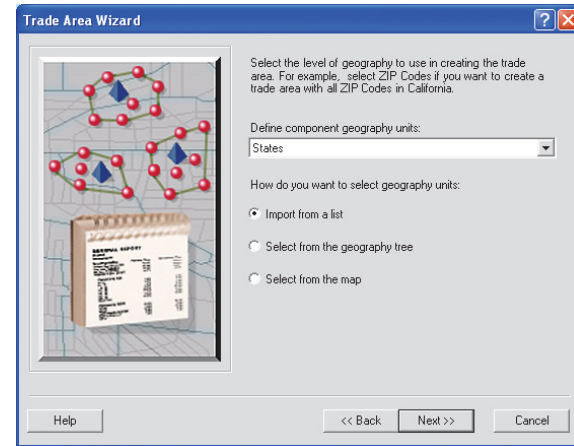 Trade Area Wizard
Select the level of geography to use in creating the trade
area. For example, select ZIP Codes if you want to create a
trade area with all ZIP Codes in California.
Define component geography units:
States
How do you want to select geography units:
Import from a list
Select from the geography tree
Select from the map
Help
<< Back
Next >>
Cancel